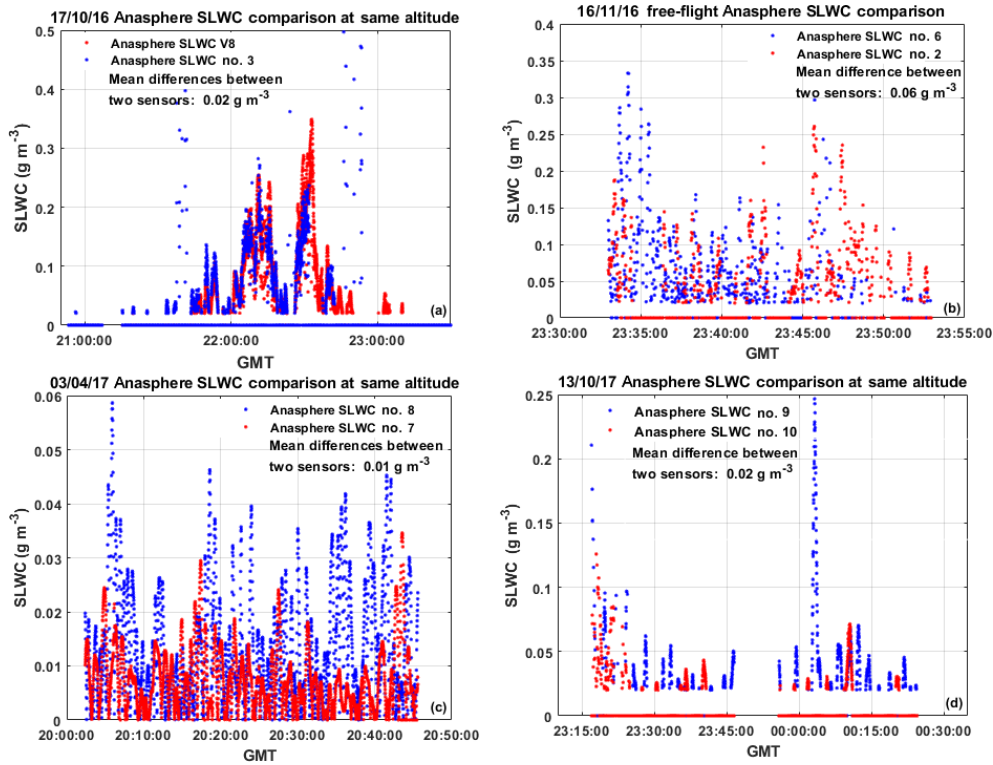 17/10/16 Anasphere SLWC comparison at same altitude
0.5
0.4
0.3
0.2
0.1
0
SLWC (g m-3)
Anasphere SLWC V8
Anasphere SLWC no. 3
Mean differences between
two sensors: 0.02 g m-3
(a)
21:00:00 22:00:00 23:00:00
GMT
16/11/16 free-flight Anasphere SLWC comparison
0.4
0.35
0.3
0.25
0.2
0.15
0.1
0.05
0
SLWC (g m-3)
Anasphere SLWC no. 6
Anasphere SLWC no. 2
Mean difference between
two sensors: 0.06 g m-3
(b)
23:30:00 23:35:00 23:40:00 23:45:00 23:50:00 23:55:00
GMT
03/04/17 Anasphere SLWC comparison at same altitude
0.06
0.05
0.04
0.03
0.02
0.01
0
SLWC (g m-3)
Anasphere SLWC no. 8
Anasphere SLWC no. 7
Mean differences between
two sensors: 0.01 g m-3
(c)
20:00:00 20:10:00 20:20:00 20:30:00 20:40:00 20:50:00
GMT
13/10/17 Anasphere SLWC comparison at same altitude
0.25
0.2
0.15
0.1
0.05
0
SLWC (g m-3)
Anasphere SLWC no. 9
Anasphere SLWC no. 10
Mean difference between
two sensors: 0.02 g m-3
(d)
23:15:00 23:30:00 23:45:00 00:00:00 00:15:00 00:30:00
GMT